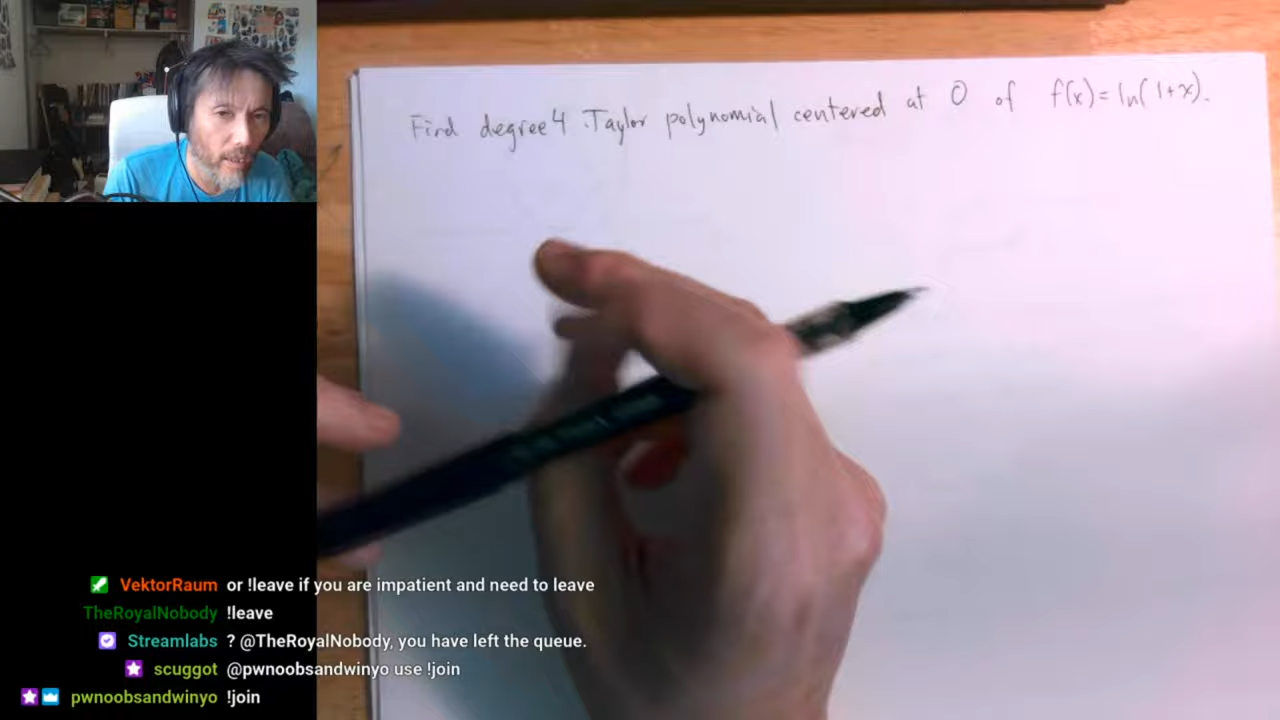 Find degree 4 Taylor polynomial centered at 0 of f(x) = ln(1+x).
VektorRaum or !leave if you are impatient and need to leave
TheRoyalNobody !leave
Streamlabs ? @TheRoyalNobody, you have left the queue.
scuggot @pwnoobsandwinyo use !join
pwnoobsandwinyo !join